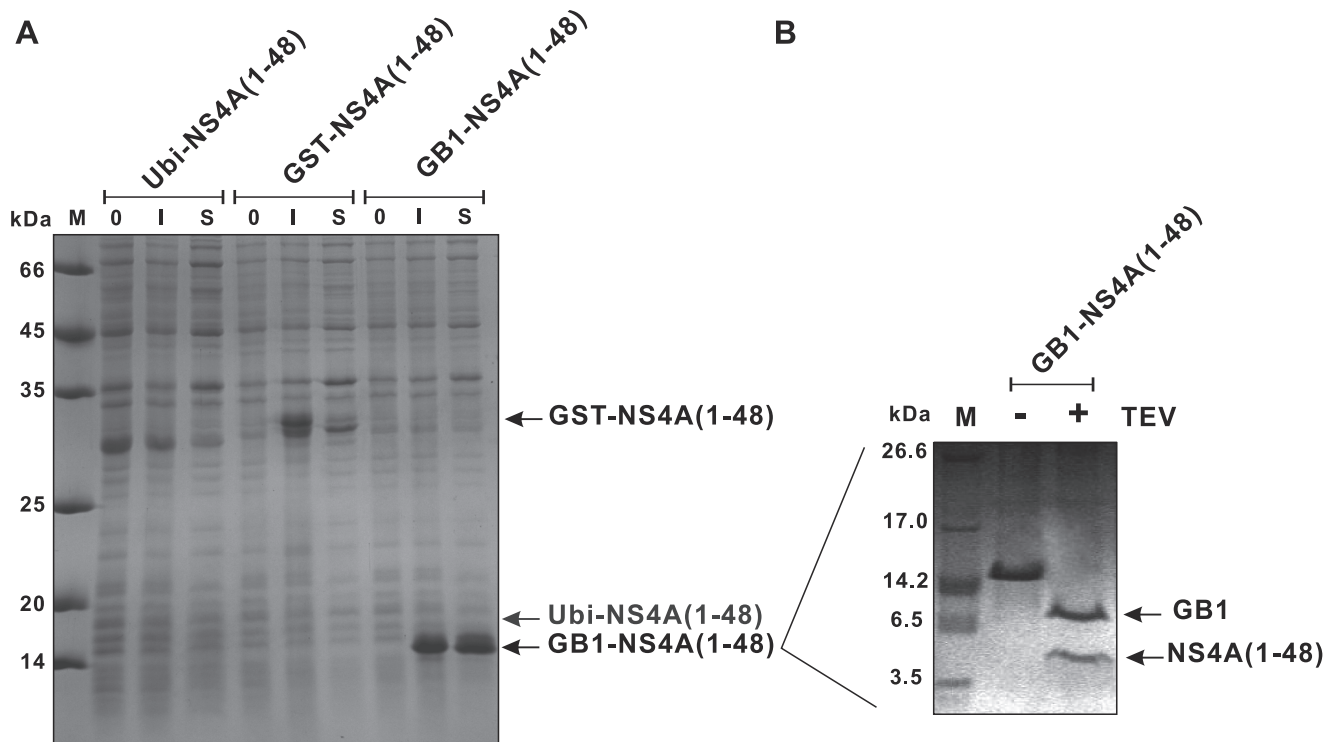 A
Ubi-NS4A(1-48)
GST-NS4A(1-48)
GB1-NS4A(1-48)
kDa M 0 I S 0 I S 0 I S
66
45
35
25
20
14
GST-NS4A(1-48)
Ubi-NS4A(1-48)
GB1-NS4A(1-48)
B
GB1-NS4A(1-48)
kDa M - + TEV
26.6
17.0
14.2
6.5
3.5
GB1
NS4A(1-48)